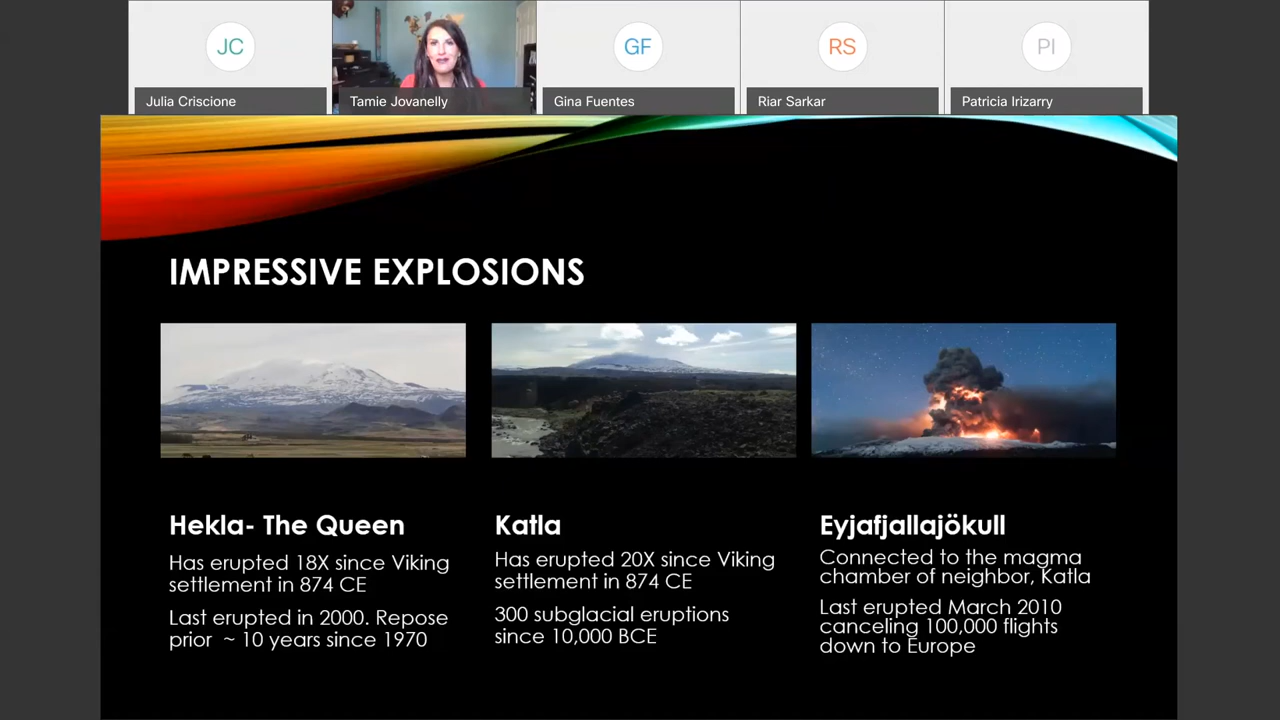 JC
GF
RS
PI
Julia Criscione
Tamie Jovanelly
Gina Fuentes
Riar Sarkar
Patricia Irizarry
IMPRESSIVE EXPLOSIONS
Hekla- The Queen
Has erupted 18X since Viking
settlement in 874 CE
Last erupted in 2000. Repose
prior ~ 10 years since 1970
Katla
Has erupted 20X since Viking
settlement in 874 CE
300 subglacial eruptions
since 10,000 BCE
Eyjafjallajökull
Connected to the magma
chamber of neighbor, Katla
Last erupted March 2010
canceling 100,000 flights
down to Europe